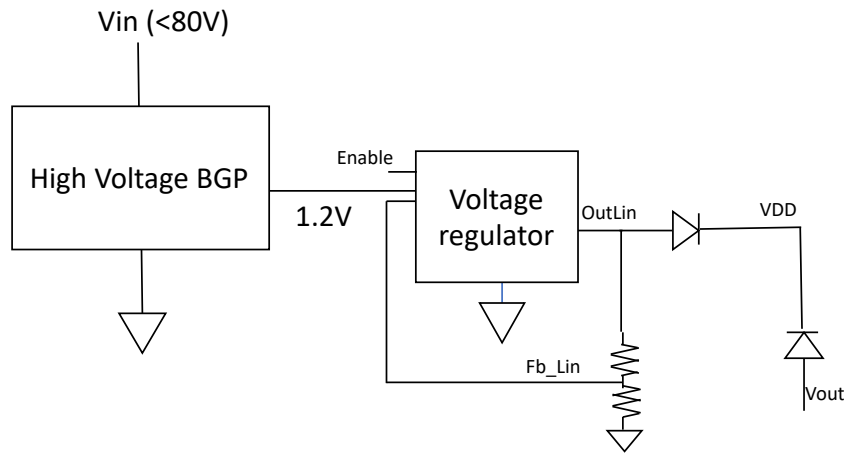 Vin (<80V)
High Voltage BGP
Enable
1.2V
Voltage
regulator
OutLin
VDD
Fb_Lin
Vout